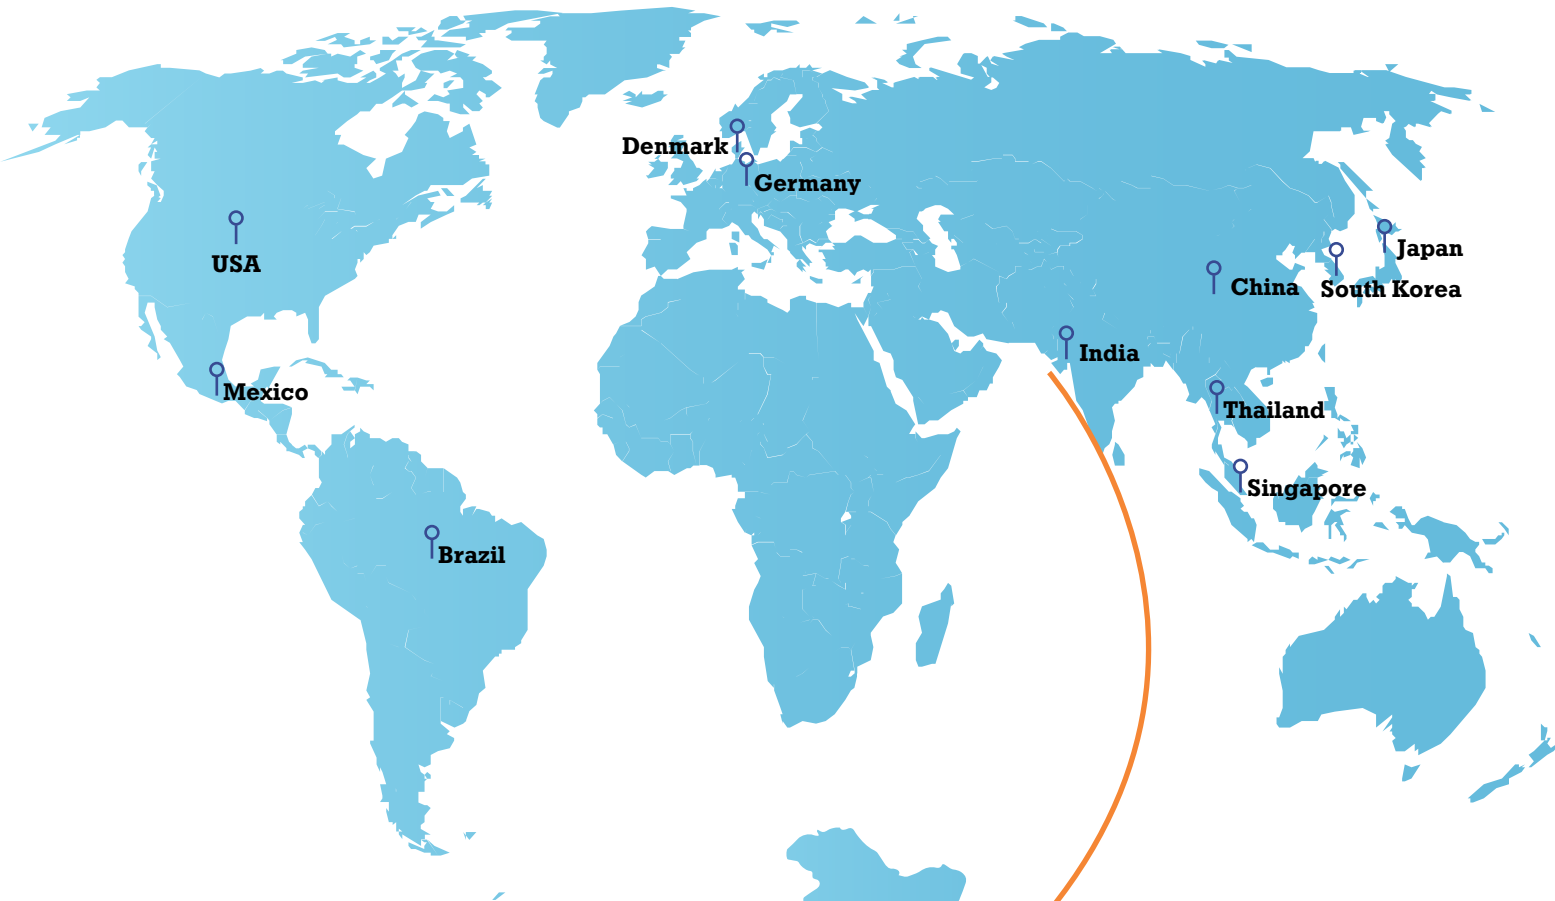 Denmark
Germany
USA
Japan
China
South Korea
India
Mexico
Thailand
Singapore
Brazil